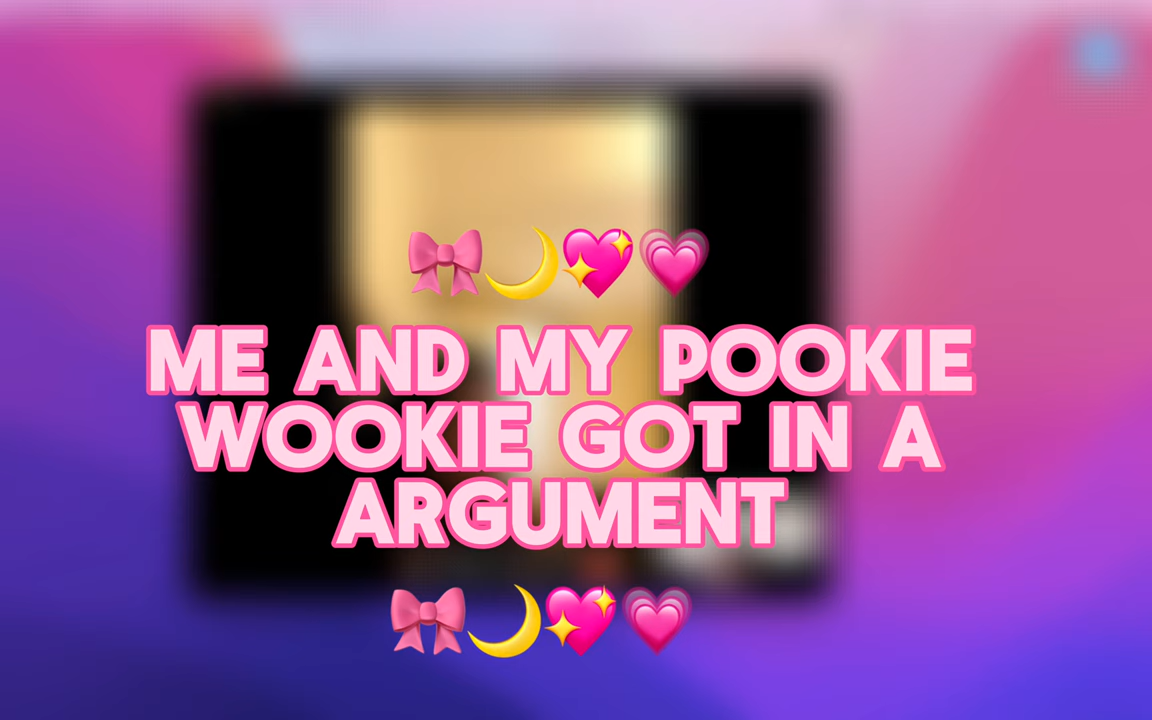 🎀🌙💖💗
ME AND MY POOKIE
WOOKIE GOT IN A
ARGUMENT
🎀🌙💖💗